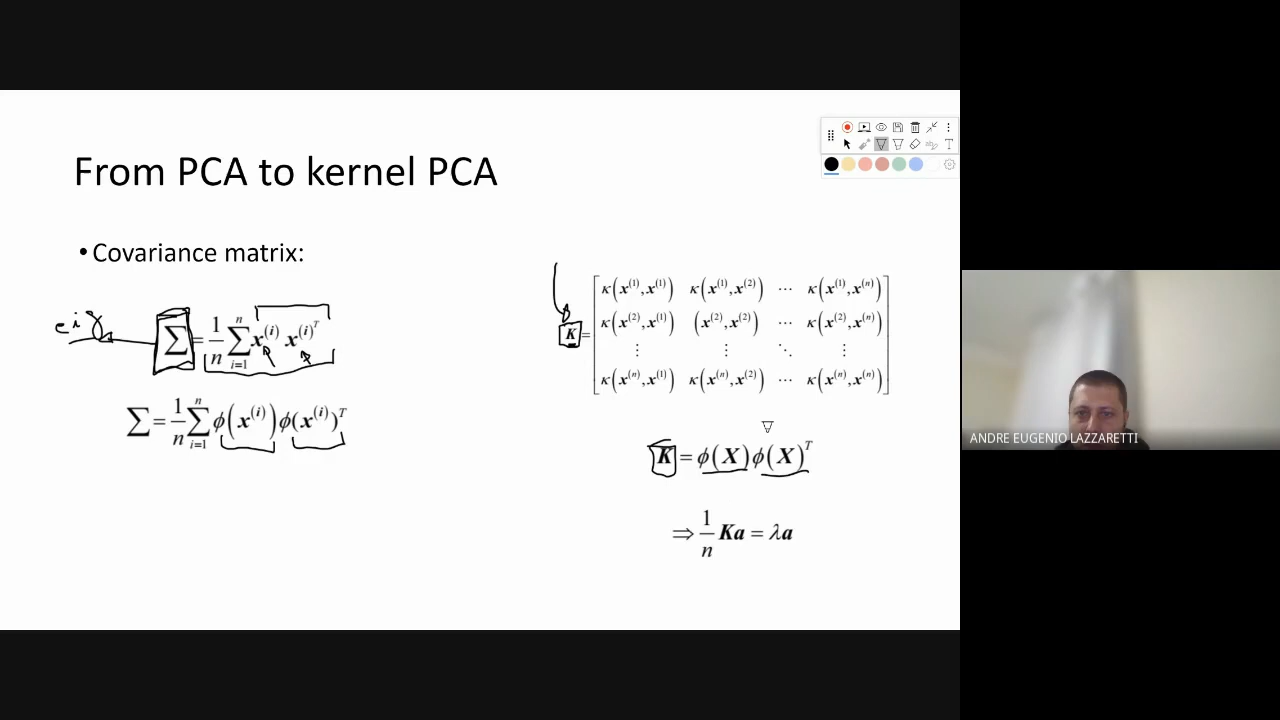 From PCA to kernel PCA
• Covariance matrix:
eig
Σ = 1/n Σ_{i=1}^{n} x^{(i)} x^{(i)^T}
Σ = 1/n Σ_{i=1}^{n} φ(x^{(i)}) φ(x^{(i)})^T
K = [ κ(x^{(1)}, x^{(1)}) κ(x^{(1)}, x^{(2)}) ⋯ κ(x^{(1)}, x^{(n)})
κ(x^{(2)}, x^{(1)}) (x^{(2)}, x^{(2)}) ⋯ κ(x^{(2)}, x^{(n)})
⋮ ⋮ ⋱ ⋮
κ(x^{(n)}, x^{(1)}) κ(x^{(n)}, x^{(2)}) ⋯ κ(x^{(n)}, x^{(n)}) ]
K = φ(X) φ(X)^T
⇒ 1/n Ka = λa
ANDRE EUGENIO LAZZARETTI